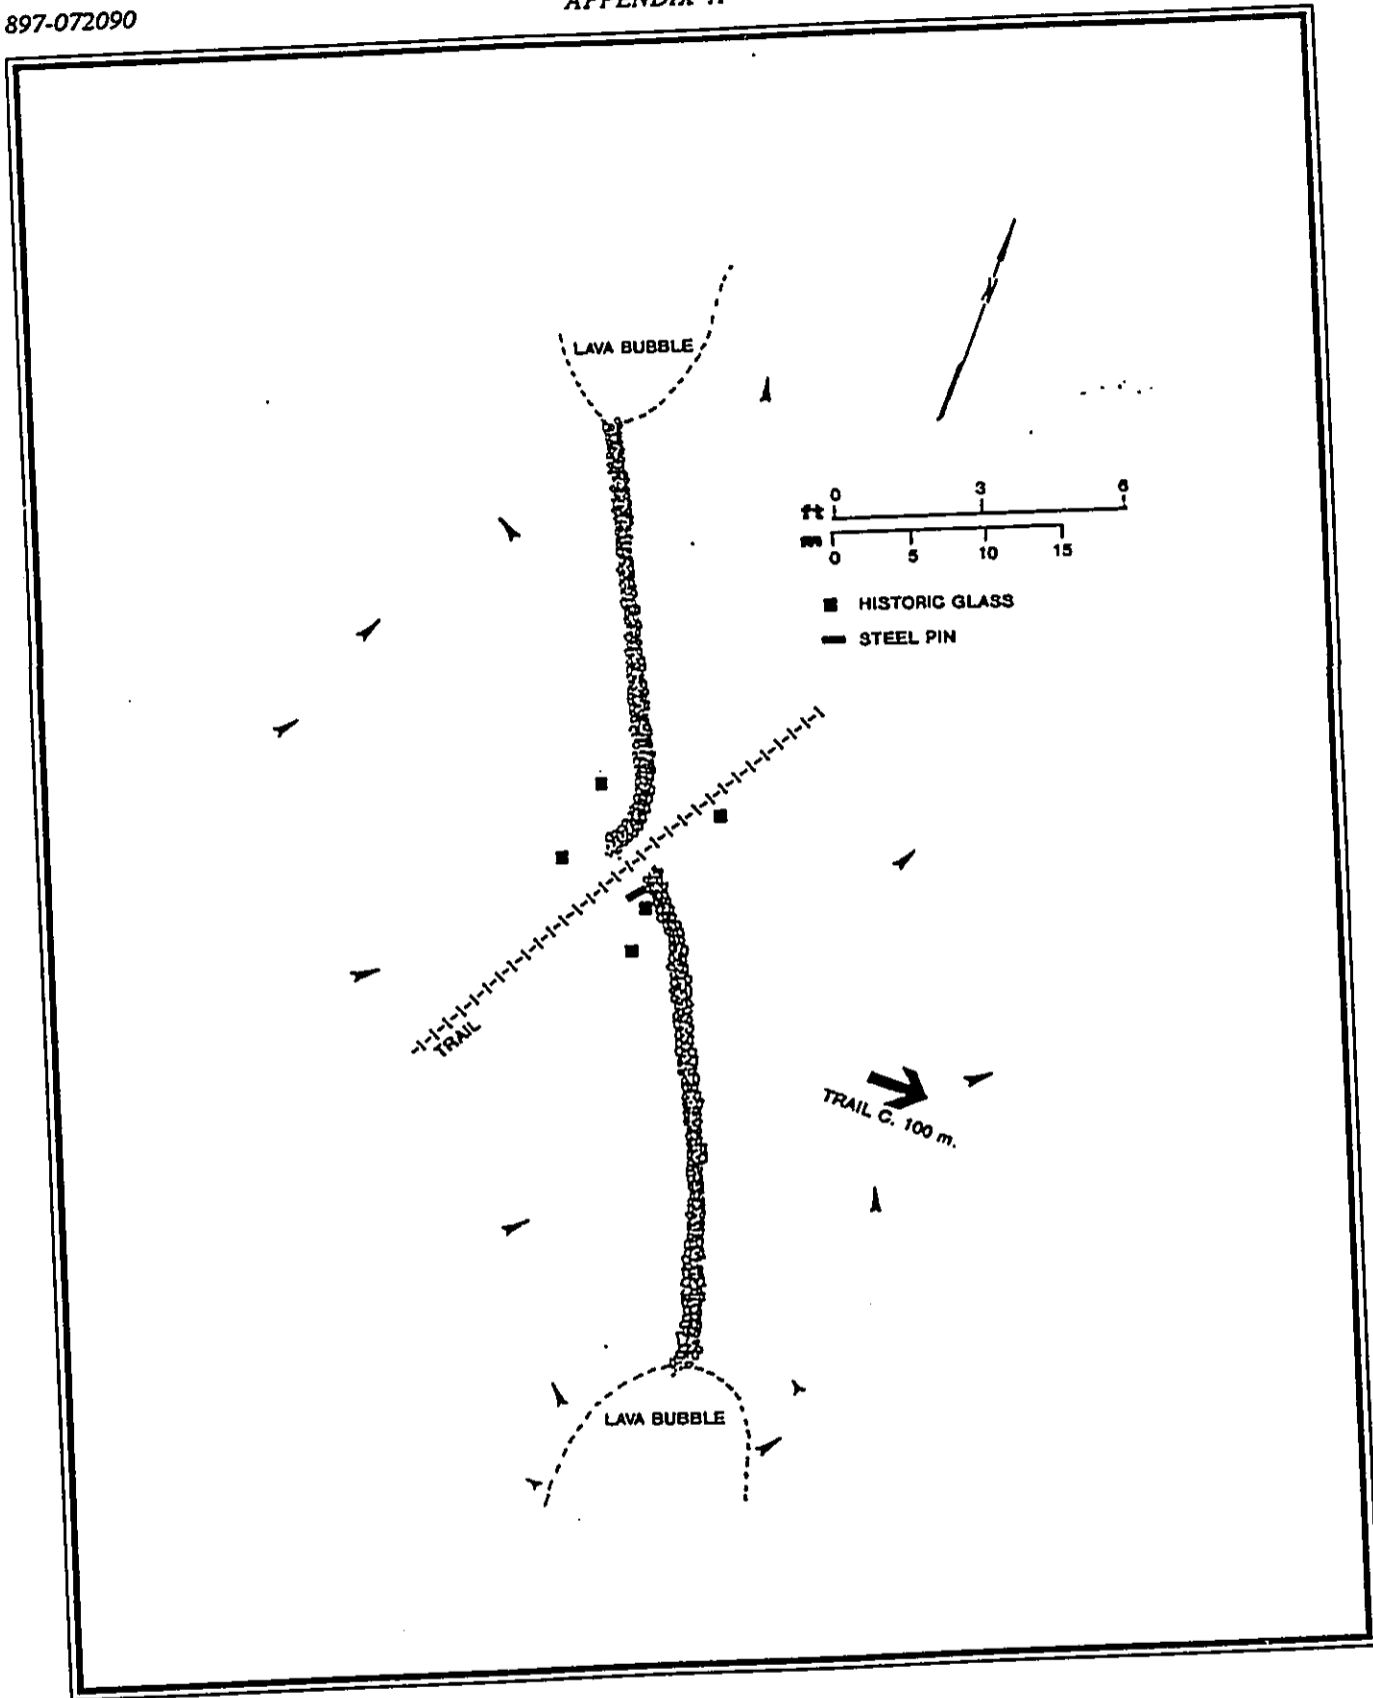 897-072090
APPENDIX A
LAVA BUBBLE
N
0 3 6
ft
m
0 5 10 15
HISTORIC GLASS
STEEL PIN
TRAIL
TRAIL C. 100 m.
LAVA BUBBLE